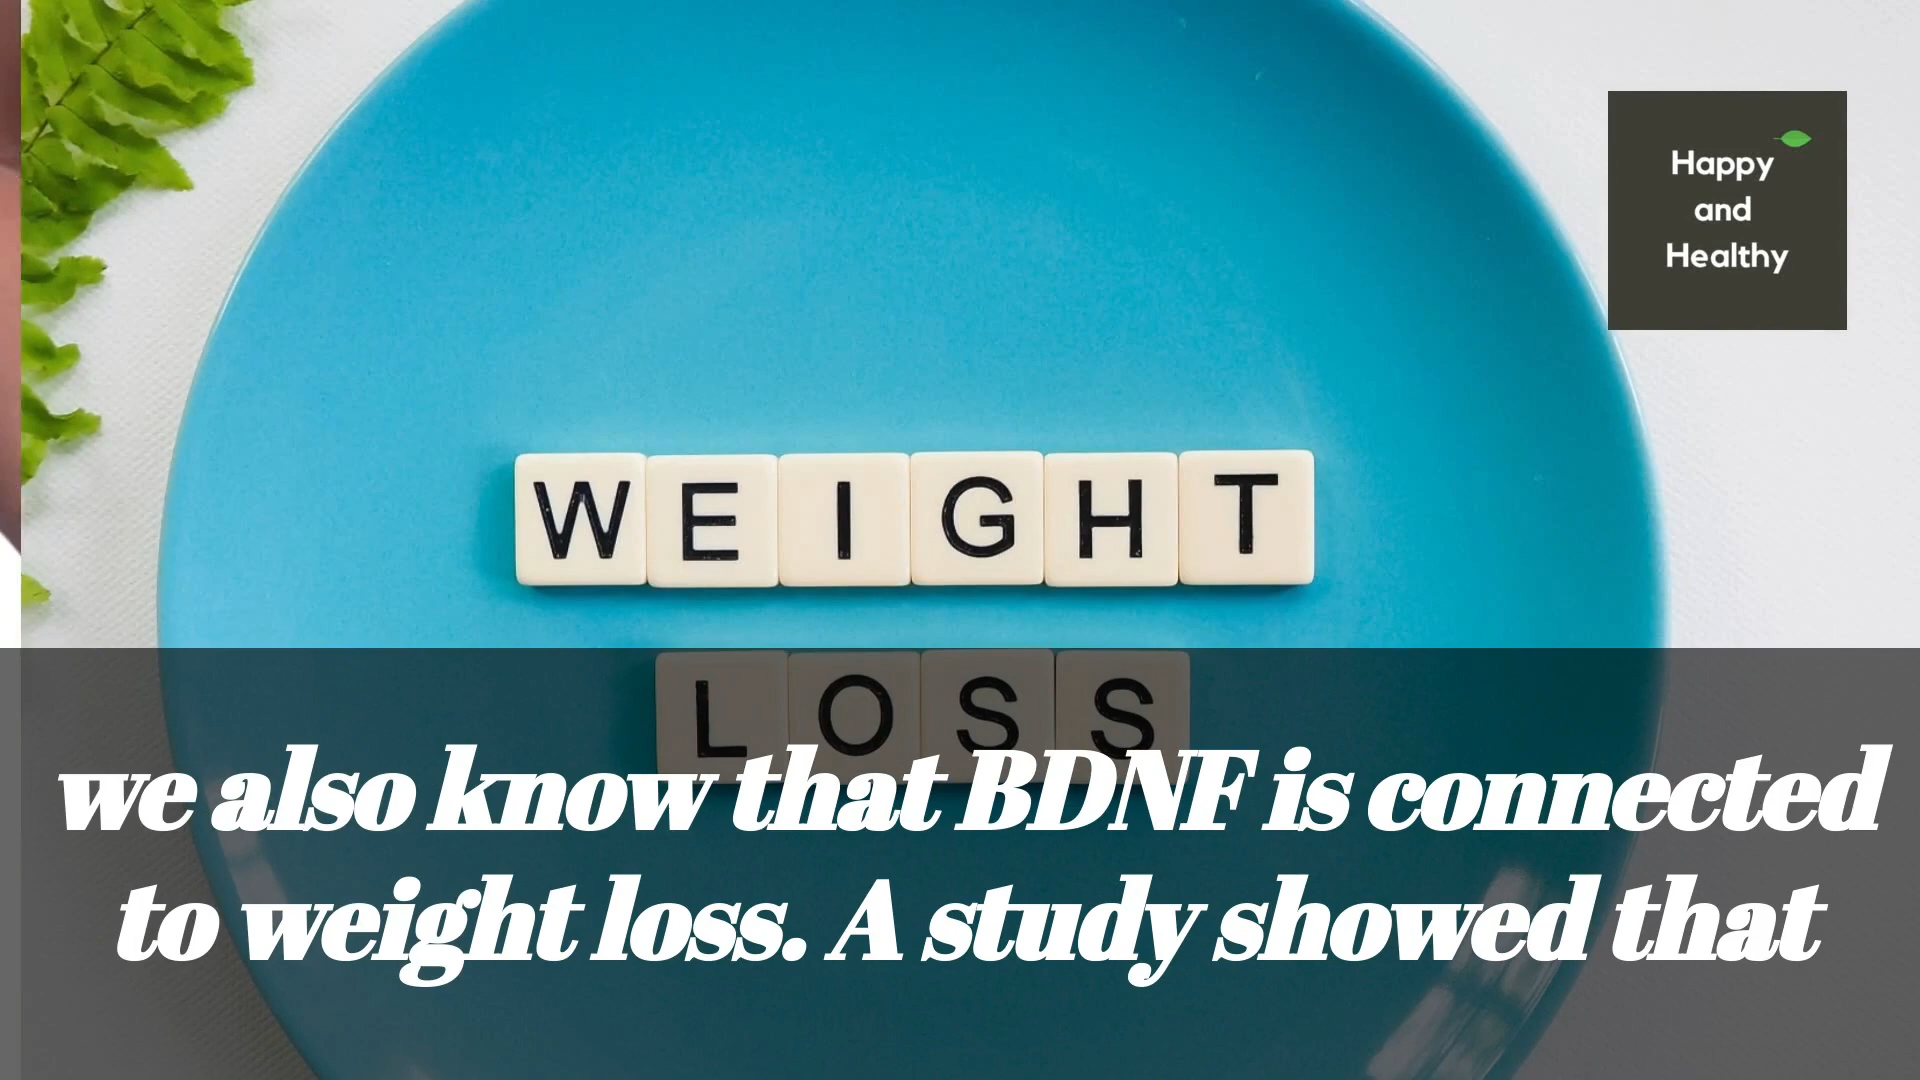 Happy
and
Healthy
WEIGHT
LOSS
we also know that BDNF is connected
to weight loss. A study showed that